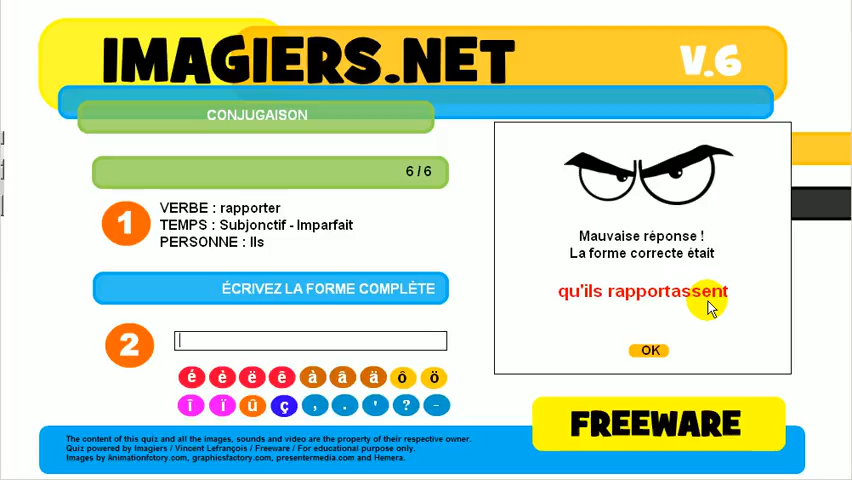 IMAGIERS.NET
V.6
CONJUGAISON
6 / 6
1
VERBE : rapporter
TEMPS : Subjonctif - Imparfait
PERSONNE : Ils
ÉCRIVEZ LA FORME COMPLÈTE
2
é è ë ê à â ä ô ö
î ï û ç , . ' ? -
Mauvaise réponse !
La forme correcte était
qu'ils rapportassent
OK
FREEWARE
The content of this quiz and all the images, sounds and video are the property of their respective owner.
Quiz powered by Imagiers / Vincent Lefrançois / Freeware / For educational purpose only.
Images by Animationfctory.com, graphicsfactory.com, presentermedia.com and Hemera.